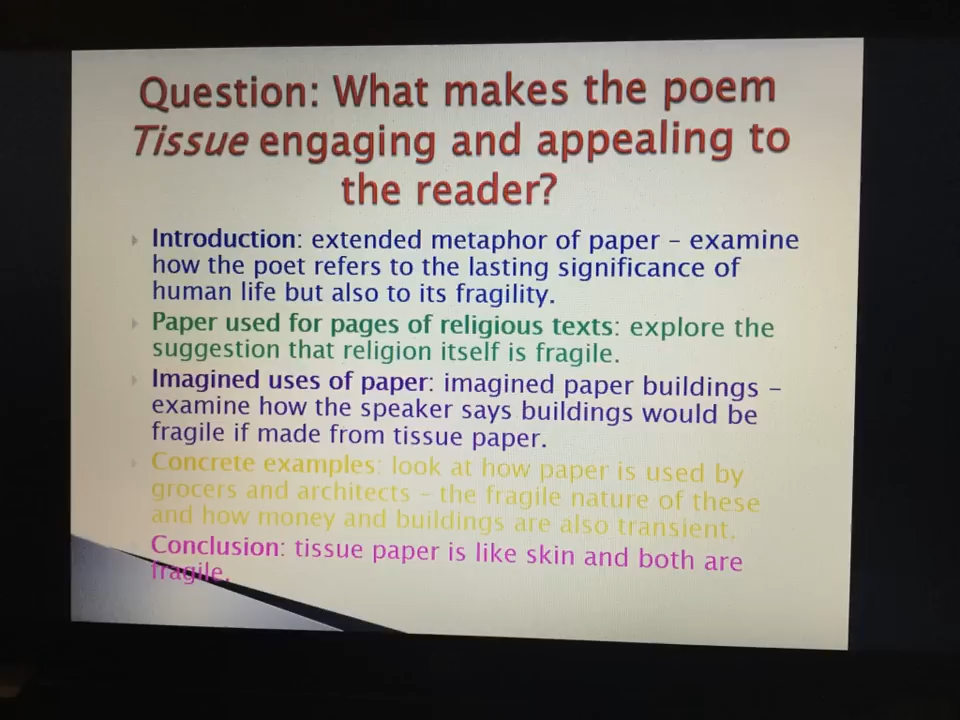 Question: What makes the poem
Tissue engaging and appealing to
the reader?
Introduction: extended metaphor of paper – examine
how the poet refers to the lasting significance of
human life but also to its fragility.
Paper used for pages of religious texts: explore the
suggestion that religion itself is fragile.
Imagined uses of paper: imagined paper buildings –
examine how the speaker says buildings would be
fragile if made from tissue paper.
Concrete examples: look at how paper is used by
grocers and architects – the fragile nature of these
and how money and buildings are also transient.
Conclusion: tissue paper is like skin and both are
fragile.